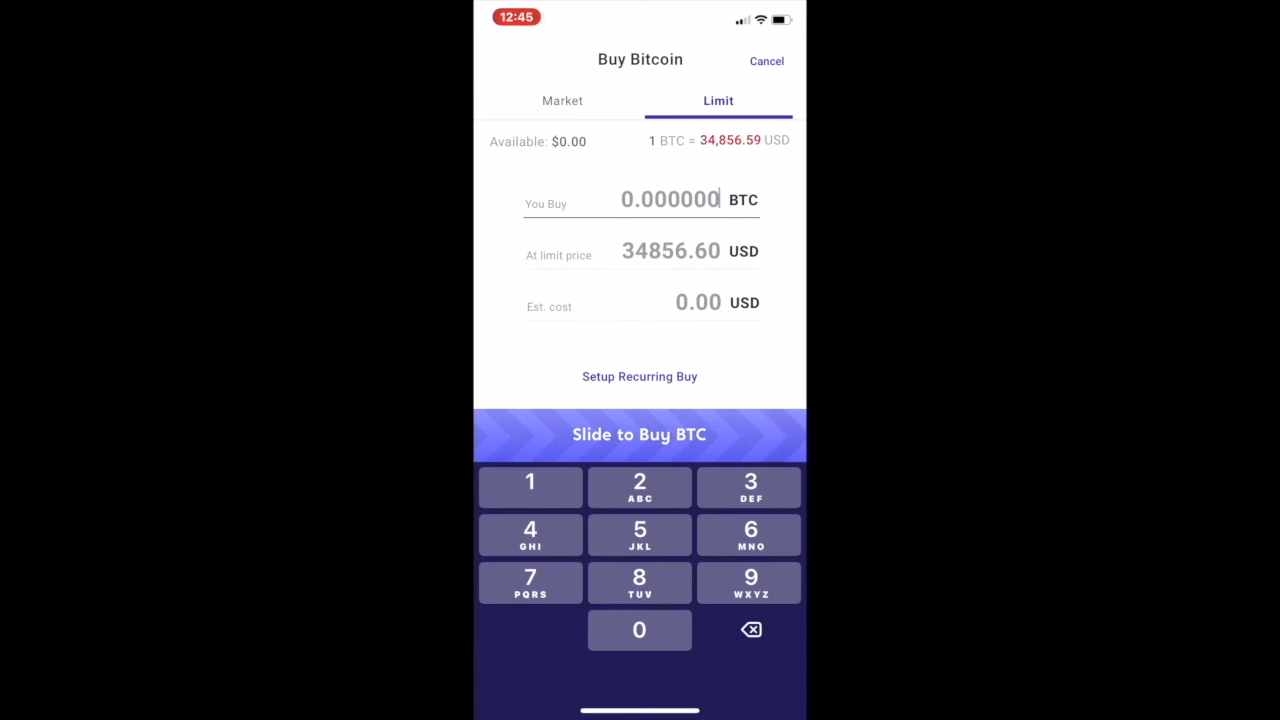 12:45
Buy Bitcoin
Cancel
Market
Limit
Available: $0.00
1 BTC = 34,856.59 USD
You Buy 0.000000 BTC
At limit price 34856.60 USD
Est. cost 0.00 USD
Setup Recurring Buy
Slide to Buy BTC
1
2
ABC
3
DEF
4
GHI
5
JKL
6
MNO
7
PQRS
8
TUV
9
WXYZ
0